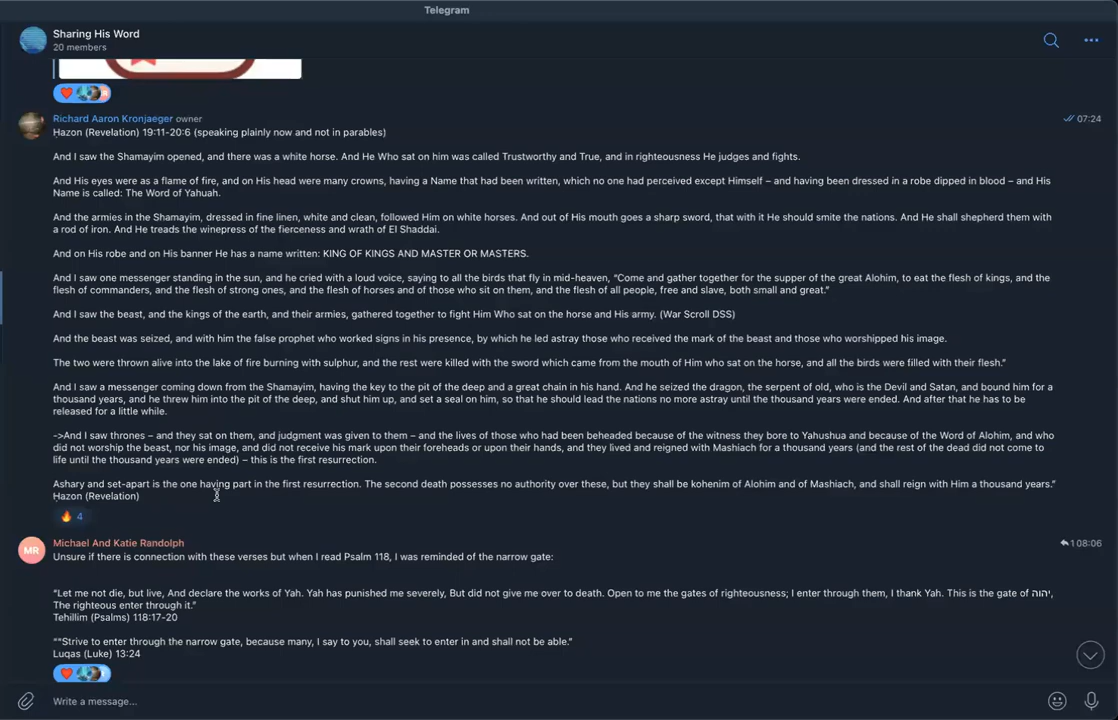 Telegram
Sharing His Word
20 members
Richard Aaron Kronjaeger owner
07:24
Ḥazon (Revelation) 19:11-20:6 (speaking plainly now and not in parables)
And I saw the Shamayim opened, and there was a white horse. And He Who sat on him was called Trustworthy and True, and in righteousness He judges and fights.
And His eyes were as a flame of fire, and on His head were many crowns, having a Name that had been written, which no one had perceived except Himself – and having been dressed in a robe dipped in blood – and His
Name is called: The Word of Yahuah.
And the armies in the Shamayim, dressed in fine linen, white and clean, followed Him on white horses. And out of His mouth goes a sharp sword, that with it He should smite the nations. And He shall shepherd them with
a rod of iron. And He treads the winepress of the fierceness and wrath of El Shaddai.
And on His robe and on His banner He has a name written: KING OF KINGS AND MASTER OR MASTERS.
And I saw one messenger standing in the sun, and he cried with a loud voice, saying to all the birds that fly in mid-heaven, “Come and gather together for the supper of the great Alohim, to eat the flesh of kings, and the
flesh of commanders, and the flesh of strong ones, and the flesh of horses and of those who sit on them, and the flesh of all people, free and slave, both small and great.”
And I saw the beast, and the kings of the earth, and their armies, gathered together to fight Him Who sat on the horse and His army. (War Scroll DSS)
And the beast was seized, and with him the false prophet who worked signs in his presence, by which he led astray those who received the mark of the beast and those who worshipped his image.
The two were thrown alive into the lake of fire burning with sulphur, and the rest were killed with the sword which came from the mouth of Him who sat on the horse, and all the birds were filled with their flesh.”
And I saw a messenger coming down from the Shamayim, having the key to the pit of the deep and a great chain in his hand. And he seized the dragon, the serpent of old, who is the Devil and Satan, and bound him for a
thousand years, and he threw him into the pit of the deep, and shut him up, and set a seal on him, so that he should lead the nations no more astray until the thousand years were ended. And after that he has to be
released for a little while.
->And I saw thrones – and they sat on them, and judgment was given to them – and the lives of those who had been beheaded because of the witness they bore to Yahushua and because of the Word of Alohim, and who
did not worship the beast, nor his image, and did not receive his mark upon their foreheads or upon their hands, and they lived and reigned with Mashiach for a thousand years (and the rest of the dead did not come to
life until the thousand years were ended) – this is the first resurrection.
Ashary and set-apart is the one having part in the first resurrection. The second death possesses no authority over these, but they shall be kohenim of Alohim and of Mashiach, and shall reign with Him a thousand years.”
Ḥazon (Revelation)
4
MR
Michael And Katie Randolph
1 08:06
Unsure if there is connection with these verses but when I read Psalm 118, I was reminded of the narrow gate:
“Let me not die, but live, And declare the works of Yah. Yah has punished me severely, But did not give me over to death. Open to me the gates of righteousness; I enter through them, I thank Yah. This is the gate of יהוה,
The righteous enter through it.”
Tehillim (Psalms) 118:17-20
“"Strive to enter through the narrow gate, because many, I say to you, shall seek to enter in and shall not be able.”
Luqas (Luke) 13:24
Write a message...